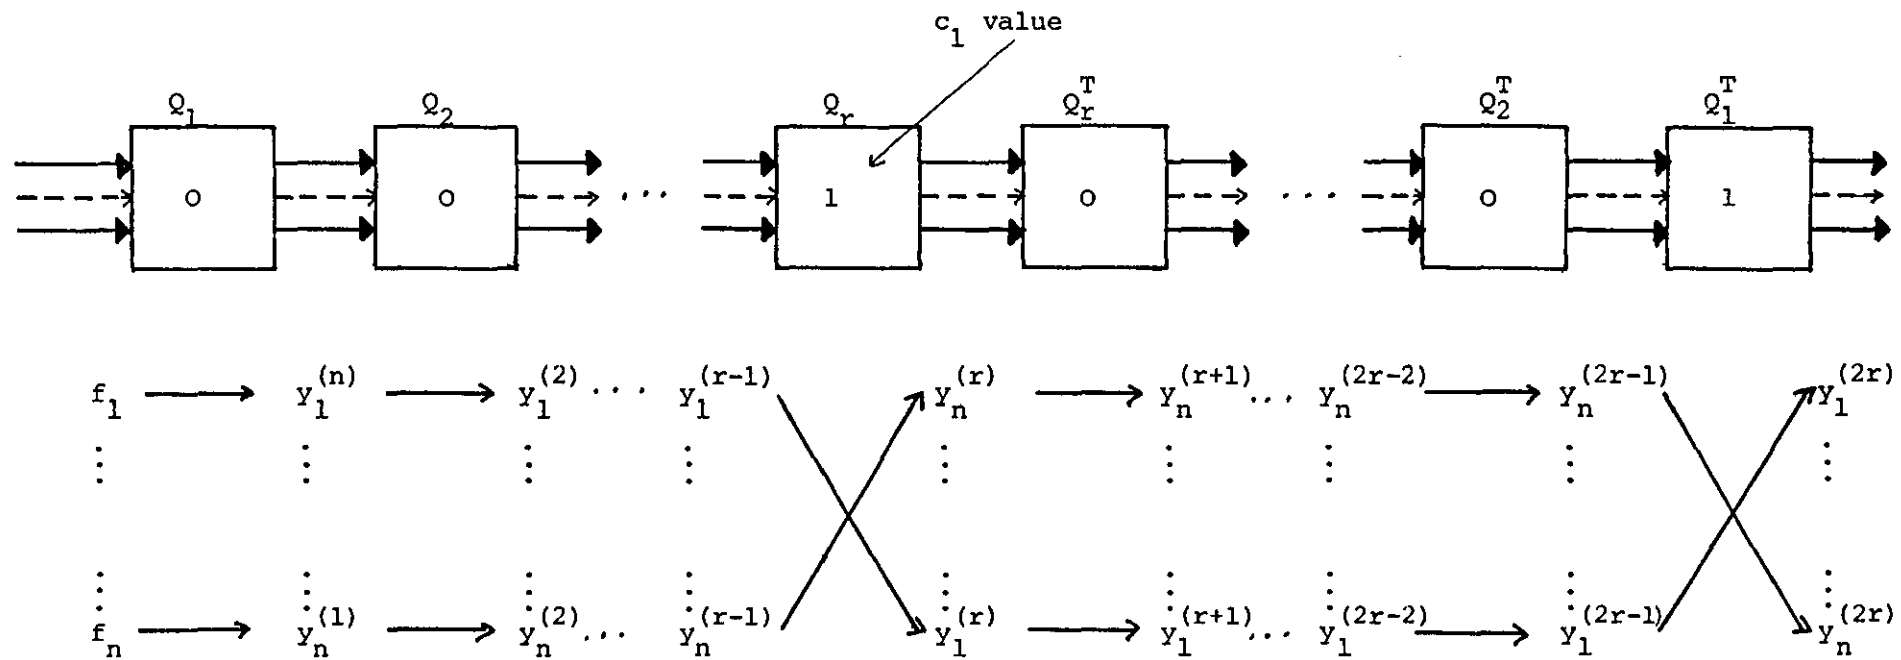 c₁ value
Q₁ Q₂ Qᵣ Qᵣᵀ Q₂ᵀ Q₁ᵀ
0 0 ... 1 0 ... 0 1
f₁ y₁⁽ⁿ⁾ y₁⁽²⁾ ... y₁⁽ʳ⁻¹⁾ yₙ⁽ʳ⁾ yₙ⁽ʳ⁺¹⁾ ... yₙ⁽²ʳ⁻²⁾ yₙ⁽²ʳ⁻¹⁾ y₁⁽²ʳ⁾
fₙ yₙ⁽¹⁾ yₙ⁽²⁾ ... yₙ⁽ʳ⁻¹⁾ y₁⁽ʳ⁾ y₁⁽ʳ⁺¹⁾ ... y₁⁽²ʳ⁻²⁾ y₁⁽²ʳ⁻¹⁾ yₙ⁽²ʳ⁾